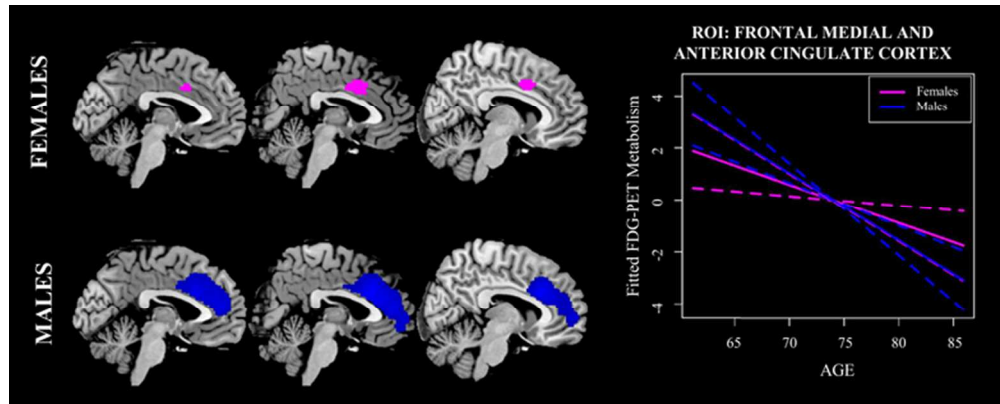 FEMALES
MALES
ROI: FRONTAL MEDIAL AND
ANTERIOR CINGULATE CORTEX
Females
Males
Fitted FDG-PET Metabolism
4
2
0
-2
-4
65
70
75
80
85
AGE